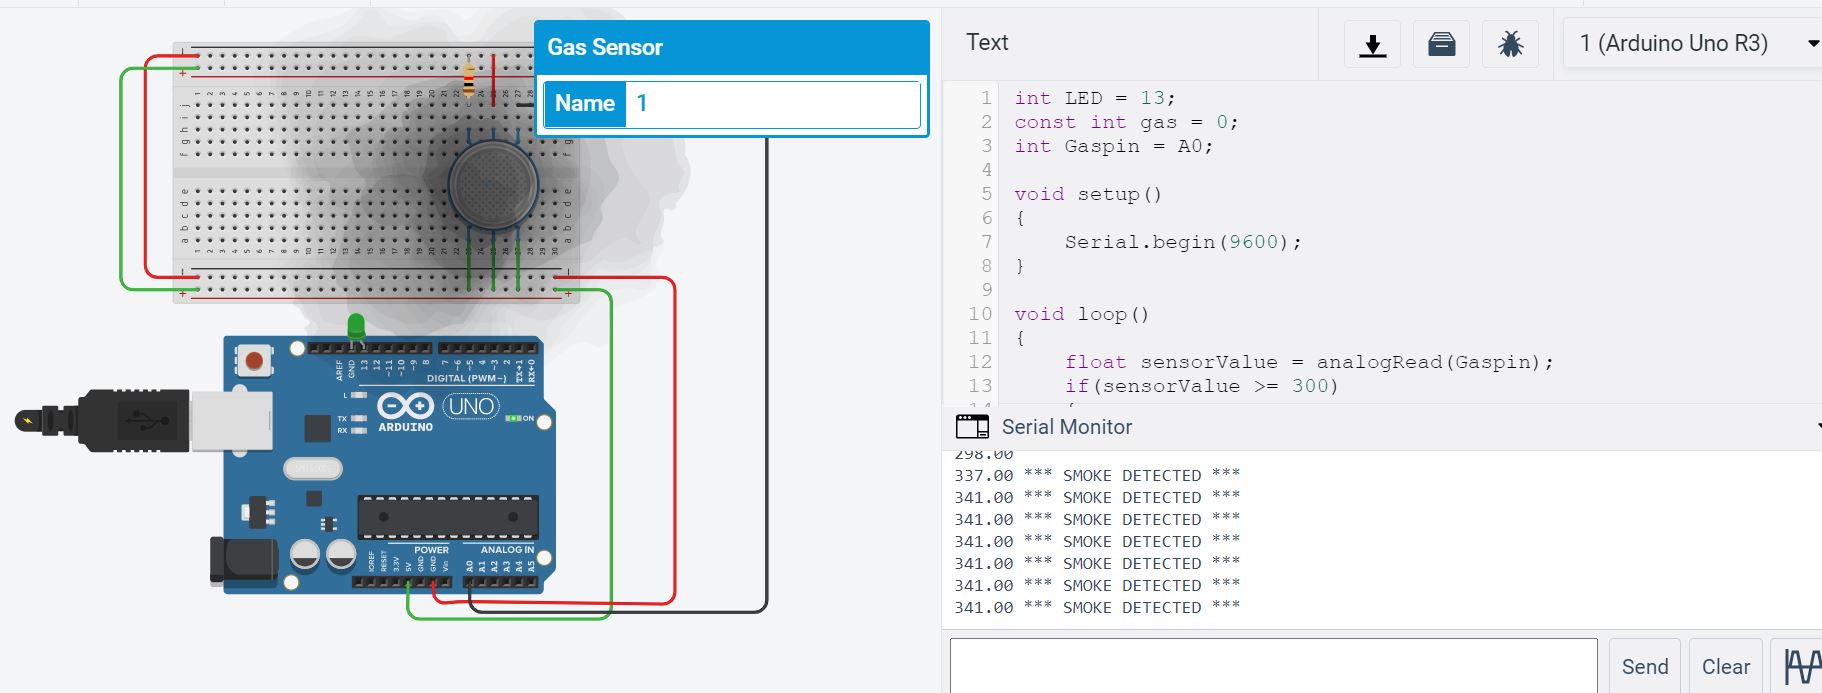 Gas Sensor
Name 1
Text
1 (Arduino Uno R3)
1 int LED = 13;
2 const int gas = 0;
3 int Gaspin = A0;
4
5 void setup()
6 {
7 Serial.begin(9600);
8 }
9
10 void loop()
11 {
12 float sensorValue = analogRead(Gaspin);
13 if(sensorValue >= 300)
Serial Monitor
298.00
337.00 *** SMOKE DETECTED ***
341.00 *** SMOKE DETECTED ***
341.00 *** SMOKE DETECTED ***
341.00 *** SMOKE DETECTED ***
341.00 *** SMOKE DETECTED ***
341.00 *** SMOKE DETECTED ***
341.00 *** SMOKE DETECTED ***
Send
Clear
AREF GND 13 12 ~11 ~10 ~9 8 7 ~6 ~5 4 ~3 2 TX→1 RX←0
DIGITAL (PWM~)
L
TX
RX
UNO
ARDUINO
ON
POWER
ANALOG IN
IOREF RESET 3.3V 5V GND GND Vin A0 A1 A2 A3 A4 A5